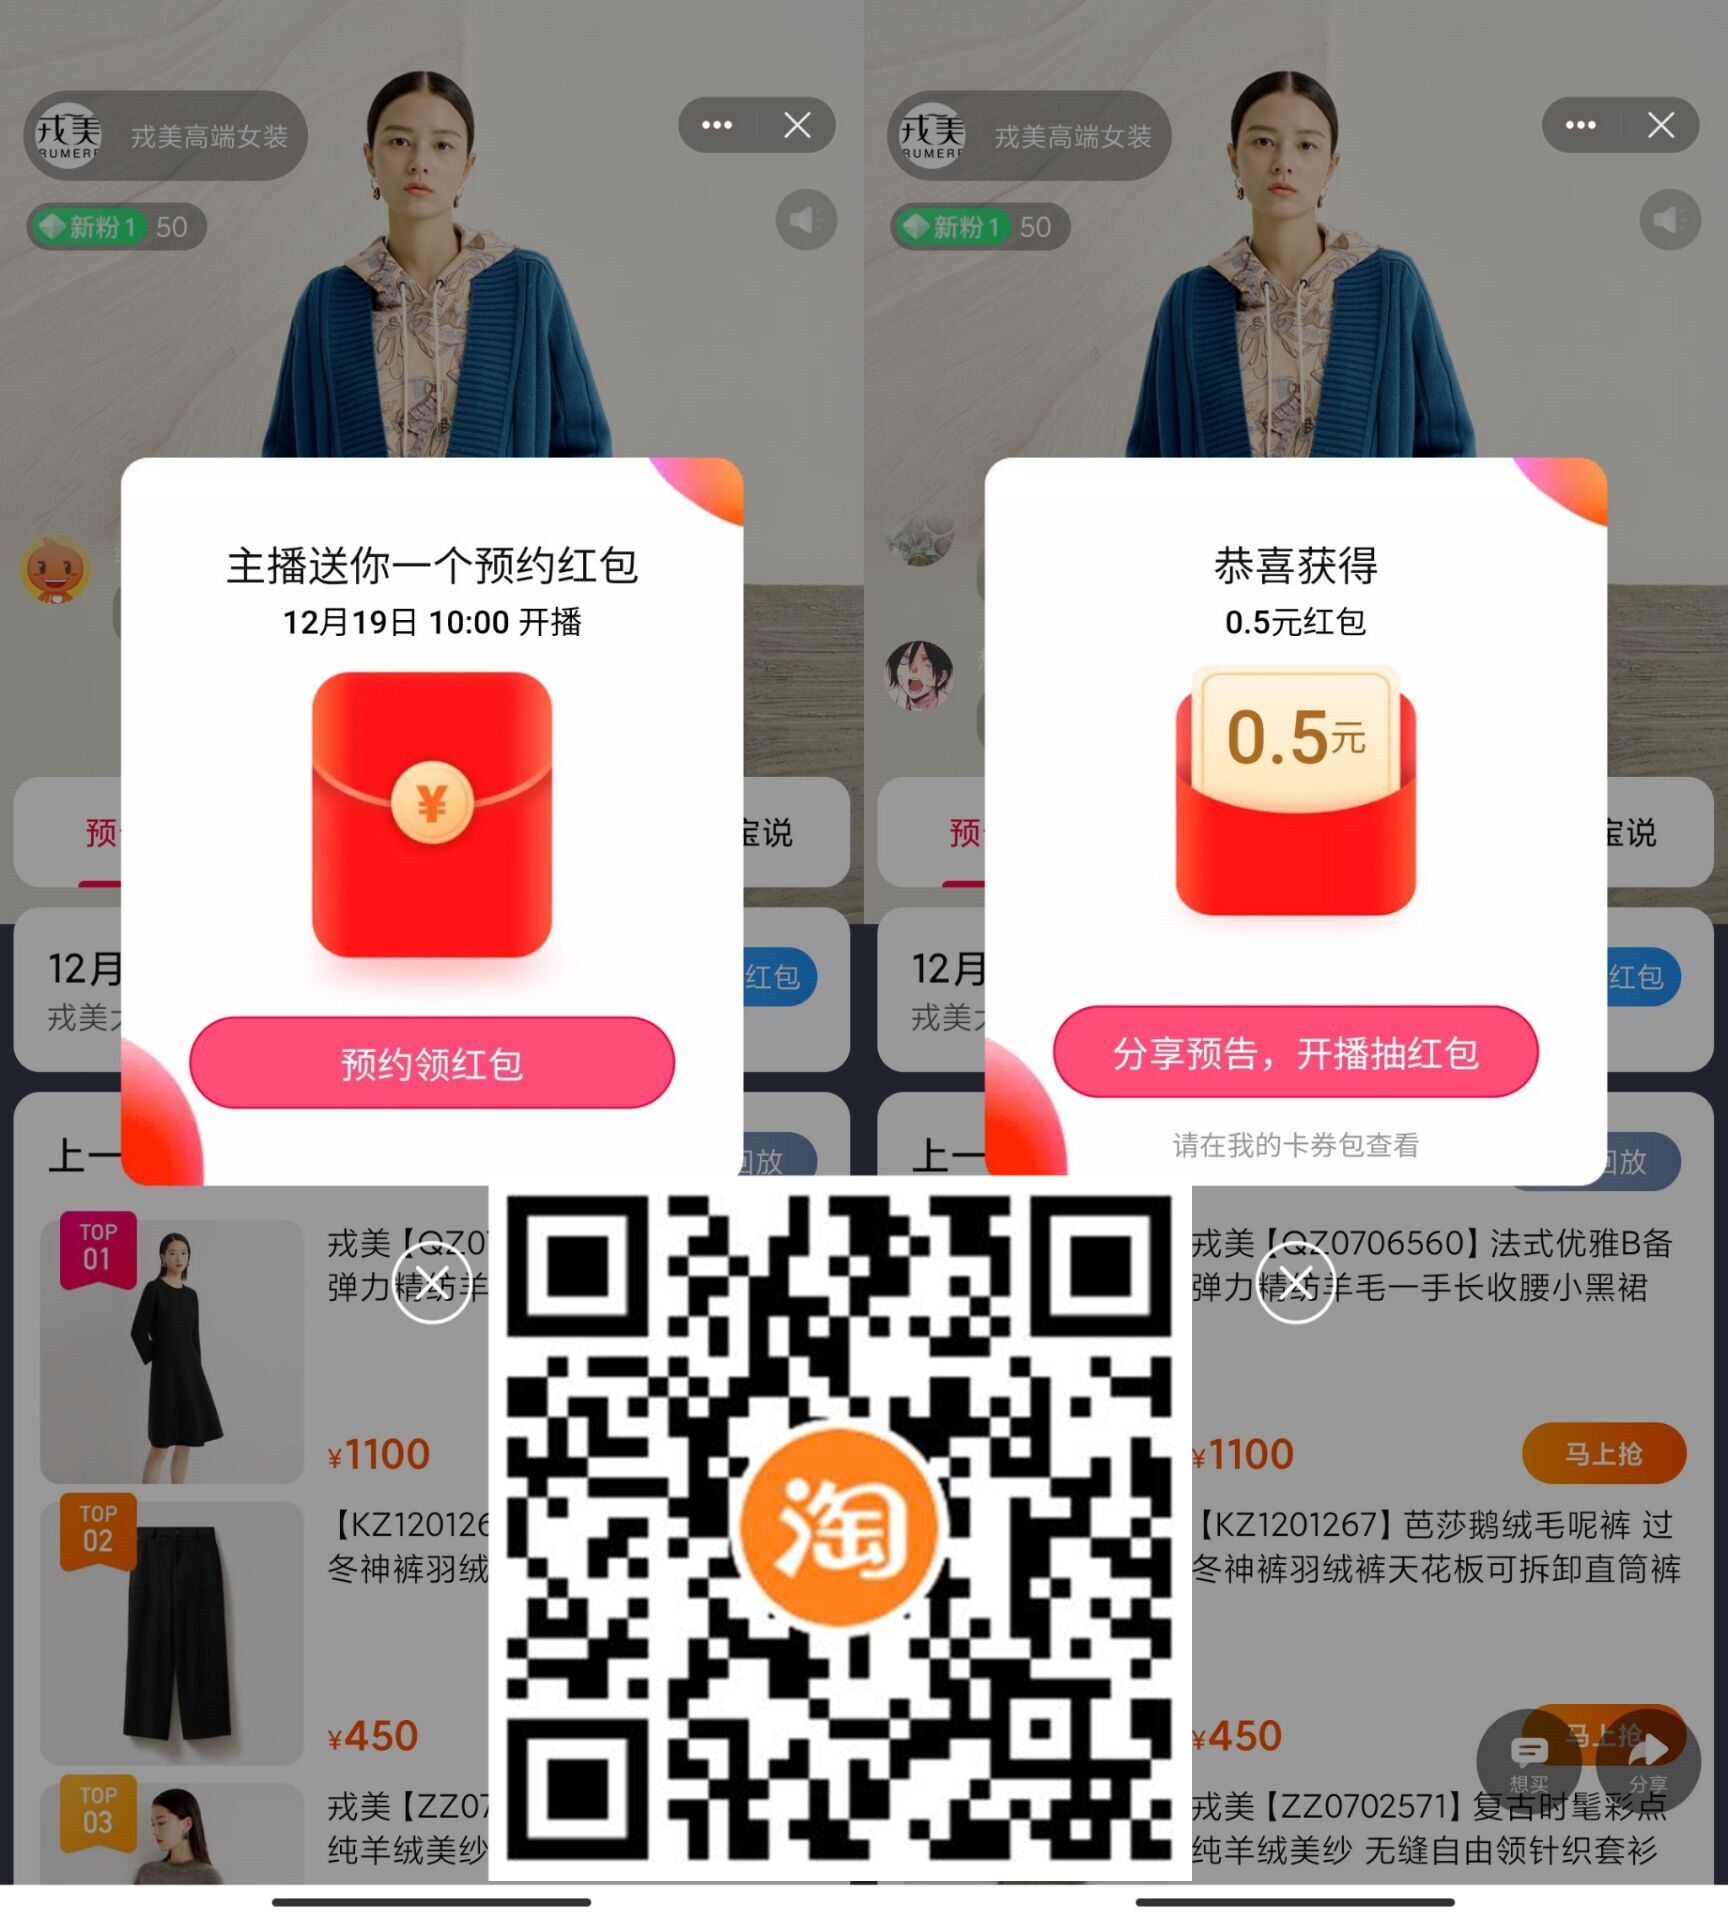 戎美
RUMERE
戎美高端女装
新粉1 50
主播送你一个预约红包
12月19日 10:00 开播
¥
预约领红包
预
宝说
12月
戎美
红包
上一
回放
TOP
01
戎美【QZ07
弹力精纺羊
¥1100
TOP
02
【KZ120126
冬神裤羽绒
¥450
TOP
03
戎美【ZZ07
纯羊绒美纱
淘
戎美
RUMERE
戎美高端女装
新粉1 50
恭喜获得
0.5元红包
0.5元
分享预告，开播抽红包
请在我的卡券包查看
预
宝说
12月
戎美
红包
上一
回放
戎美【QZ0706560】法式优雅B备
弹力精纺羊毛一手长收腰小黑裙
¥1100
马上抢
【KZ1201267】芭莎鹅绒毛呢裤 过
冬神裤羽绒裤天花板可拆卸直筒裤
¥450
马上抢
想买
分享
戎美【ZZ0702571】复古时髦彩点
纯羊绒美纱 无缝自由领针织套衫